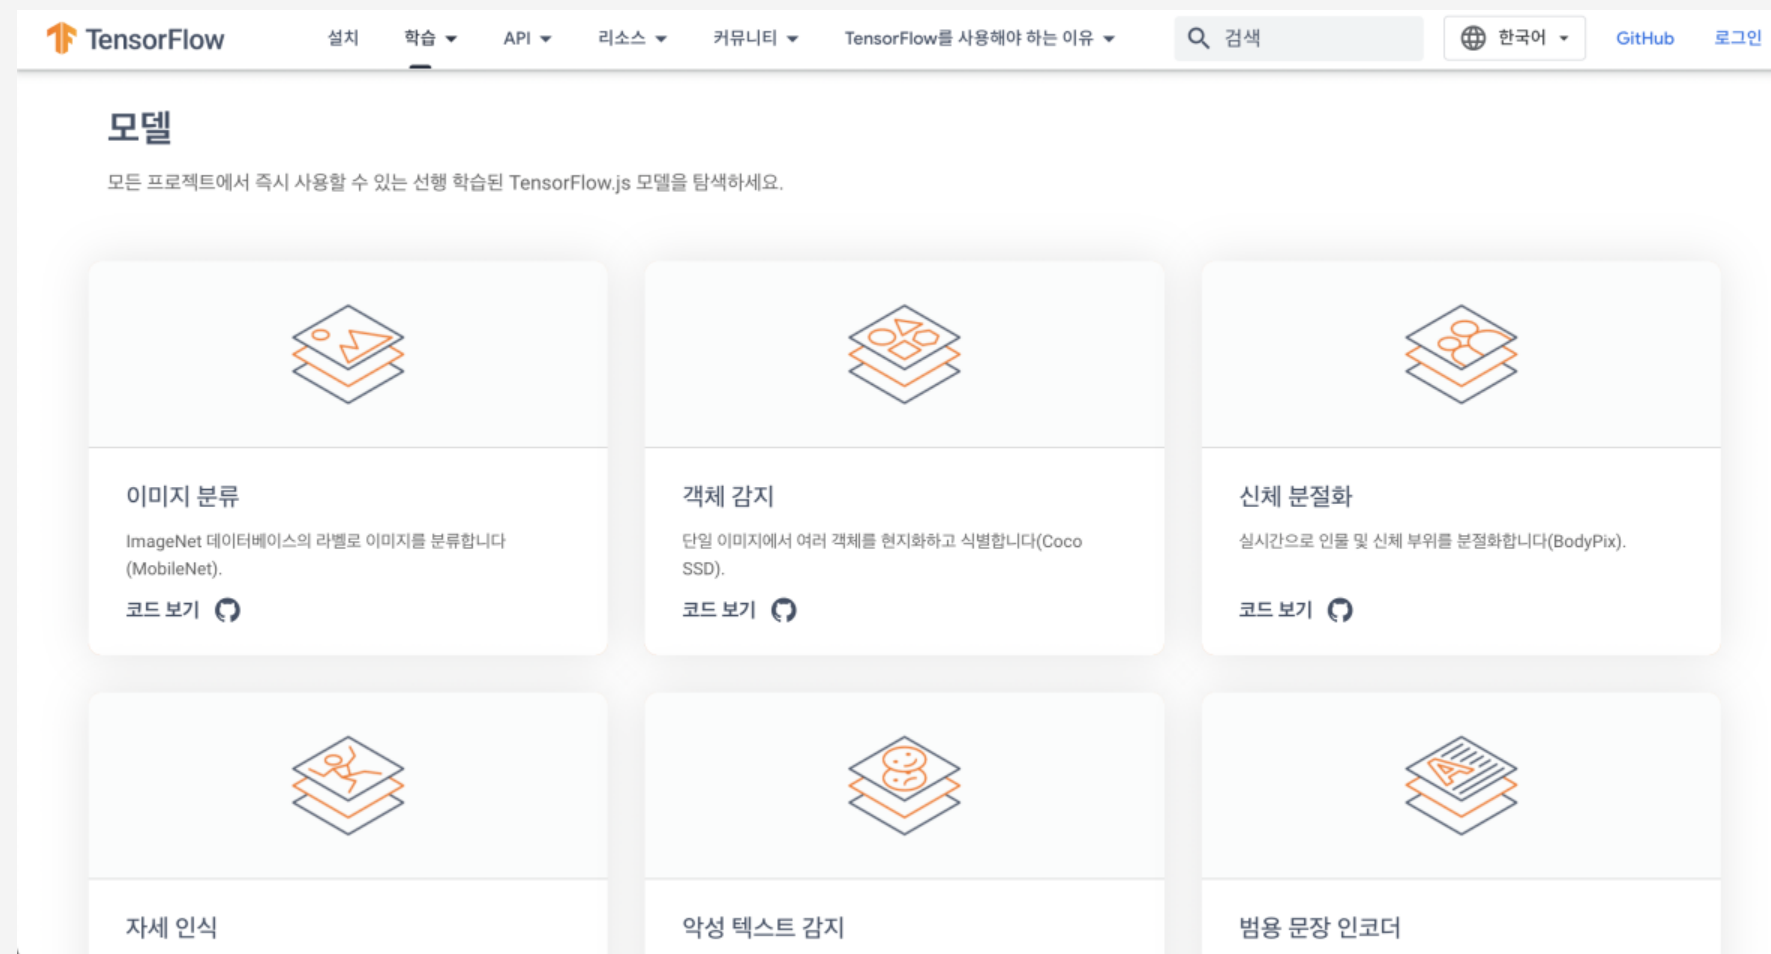 TensorFlow 설치 학습 API 리소스 커뮤니티 TensorFlow를 사용해야 하는 이유 검색 한국어 GitHub 로그인
모델
모든 프로젝트에서 즉시 사용할 수 있는 선행 학습된 TensorFlow.js 모델을 탐색하세요.
이미지 분류
ImageNet 데이터베이스의 라벨로 이미지를 분류합니다
(MobileNet).
코드 보기
객체 감지
단일 이미지에서 여러 객체를 현지화하고 식별합니다(Coco
SSD).
코드 보기
신체 분절화
실시간으로 인물 및 신체 부위를 분절화합니다(BodyPix).
코드 보기
자세 인식
악성 텍스트 감지
범용 문장 인코더